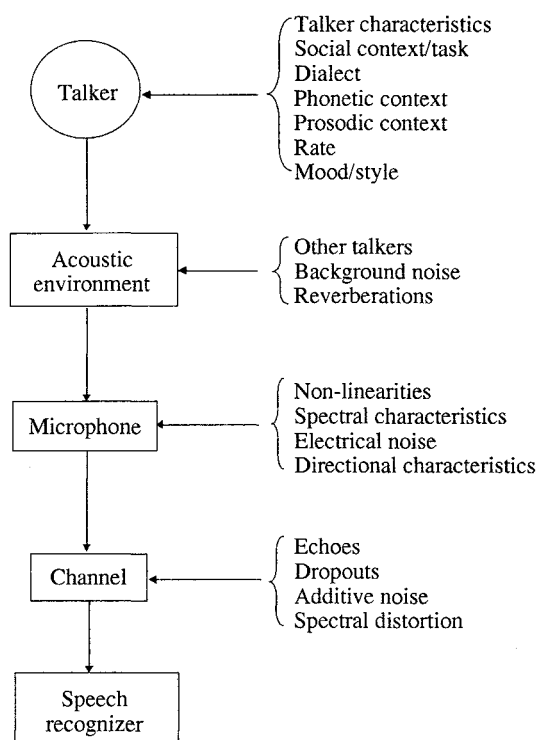 Talker
Talker characteristics
Social context/task
Dialect
Phonetic context
Prosodic context
Rate
Mood/style
Acoustic
environment
Other talkers
Background noise
Reverberations
Microphone
Non-linearities
Spectral characteristics
Electrical noise
Directional characteristics
Channel
Echoes
Dropouts
Additive noise
Spectral distortion
Speech
recognizer